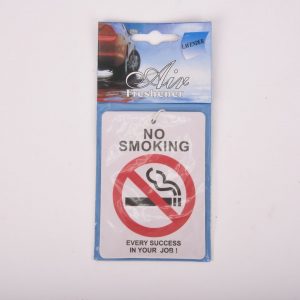 LAVENDER
Air
Freshener
NO
SMOKING
EVERY SUCCESS
IN YOUR JOB !